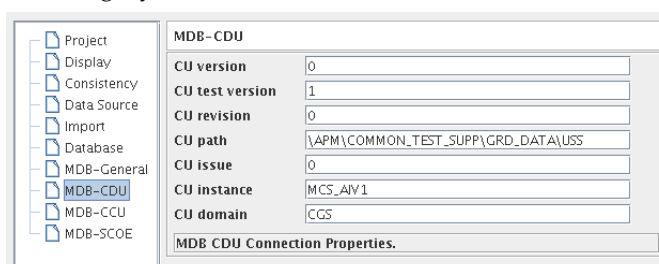 Project
Display
Consistency
Data Source
Import
Database
MDB-General
MDB-CDU
MDB-CCU
MDB-SCOE
MDB-CDU
CU version 0
CU test version 1
CU revision 0
CU path \APM\COMMON_TEST_SUPP\GRD_DATA\USS
CU issue 0
CU instance MCS_AIV1
CU domain CGS
MDB CDU Connection Properties.